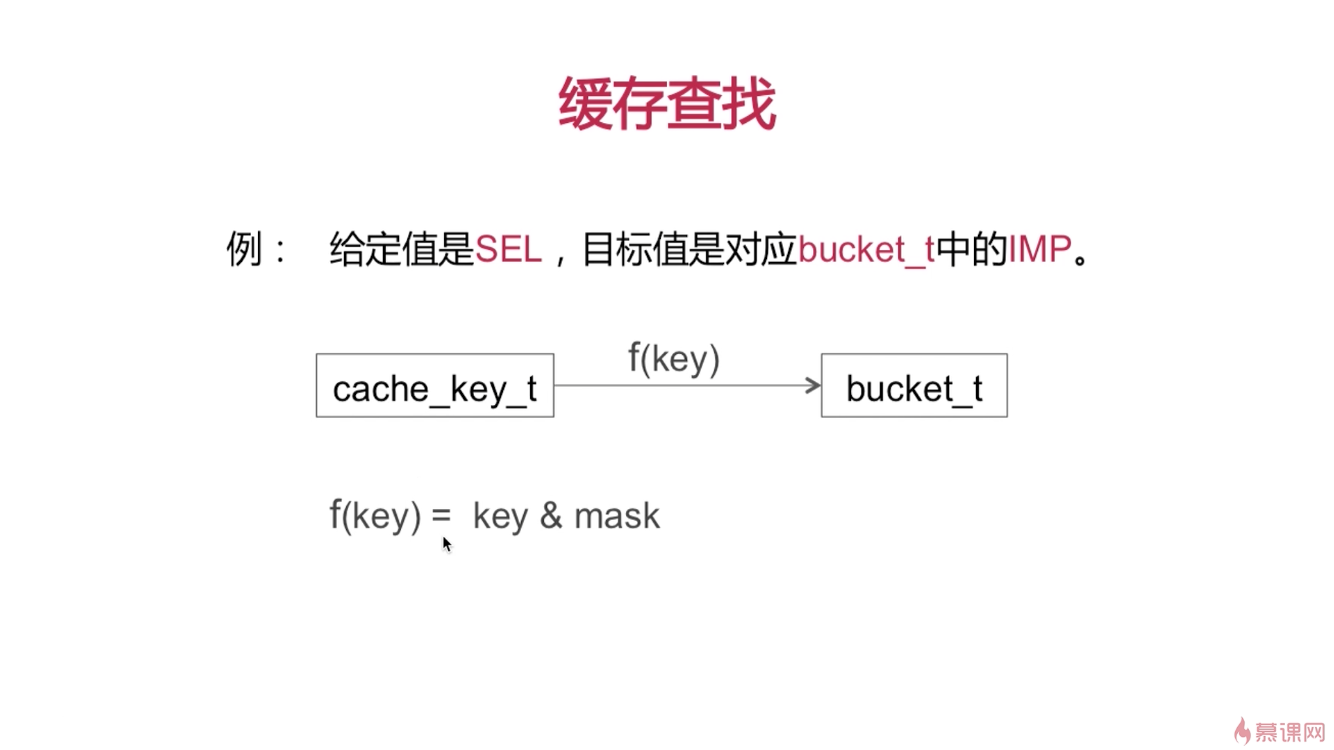 缓存查找
例： 给定值是SEL，目标值是对应bucket_t中的IMP。
f(key)
cache_key_t
bucket_t
f(key) = key & mask
慕课网